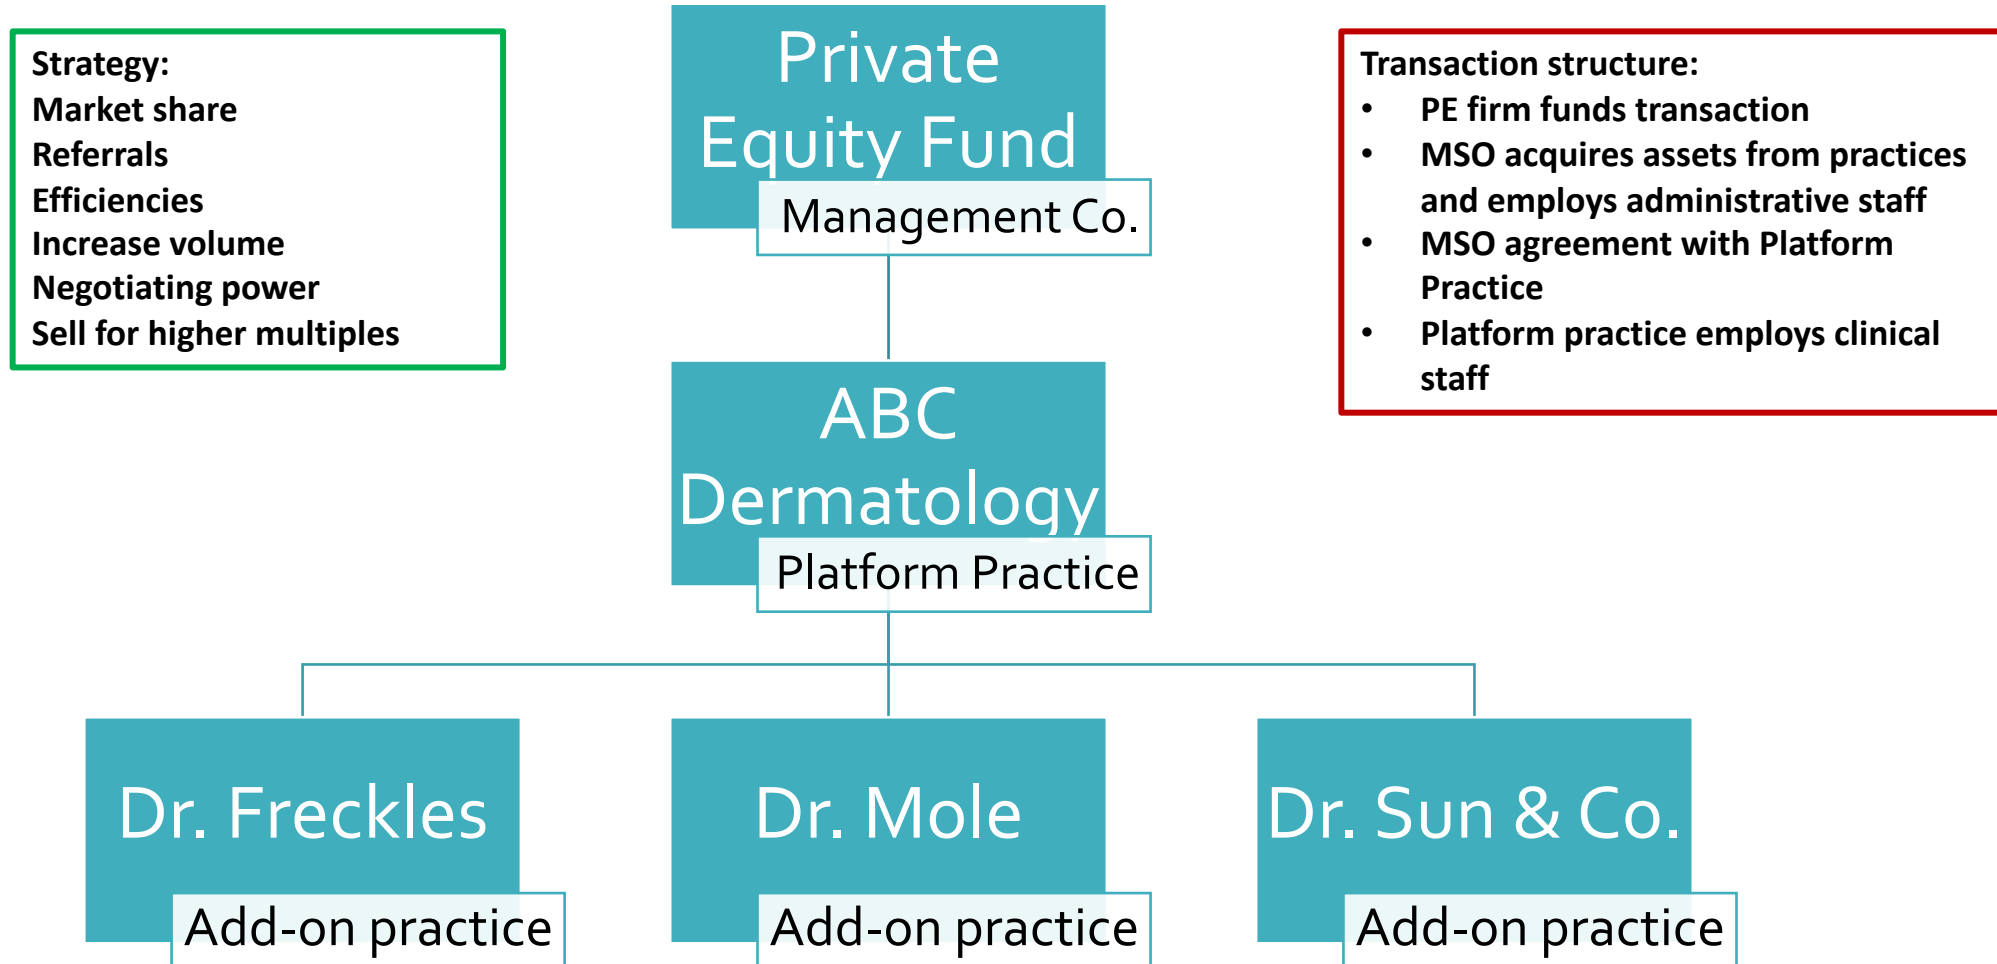 Strategy:
Market share
Referrals
Efficiencies
Increase volume
Negotiating power
Sell for higher multiples
Private
Equity Fund
Management Co.
Transaction structure:
• PE firm funds transaction
• MSO acquires assets from practices
and employs administrative staff
• MSO agreement with Platform
Practice
• Platform practice employs clinical
staff
ABC
Dermatology
Platform Practice
Dr. Freckles
Add-on practice
Dr. Mole
Add-on practice
Dr. Sun & Co.
Add-on practice